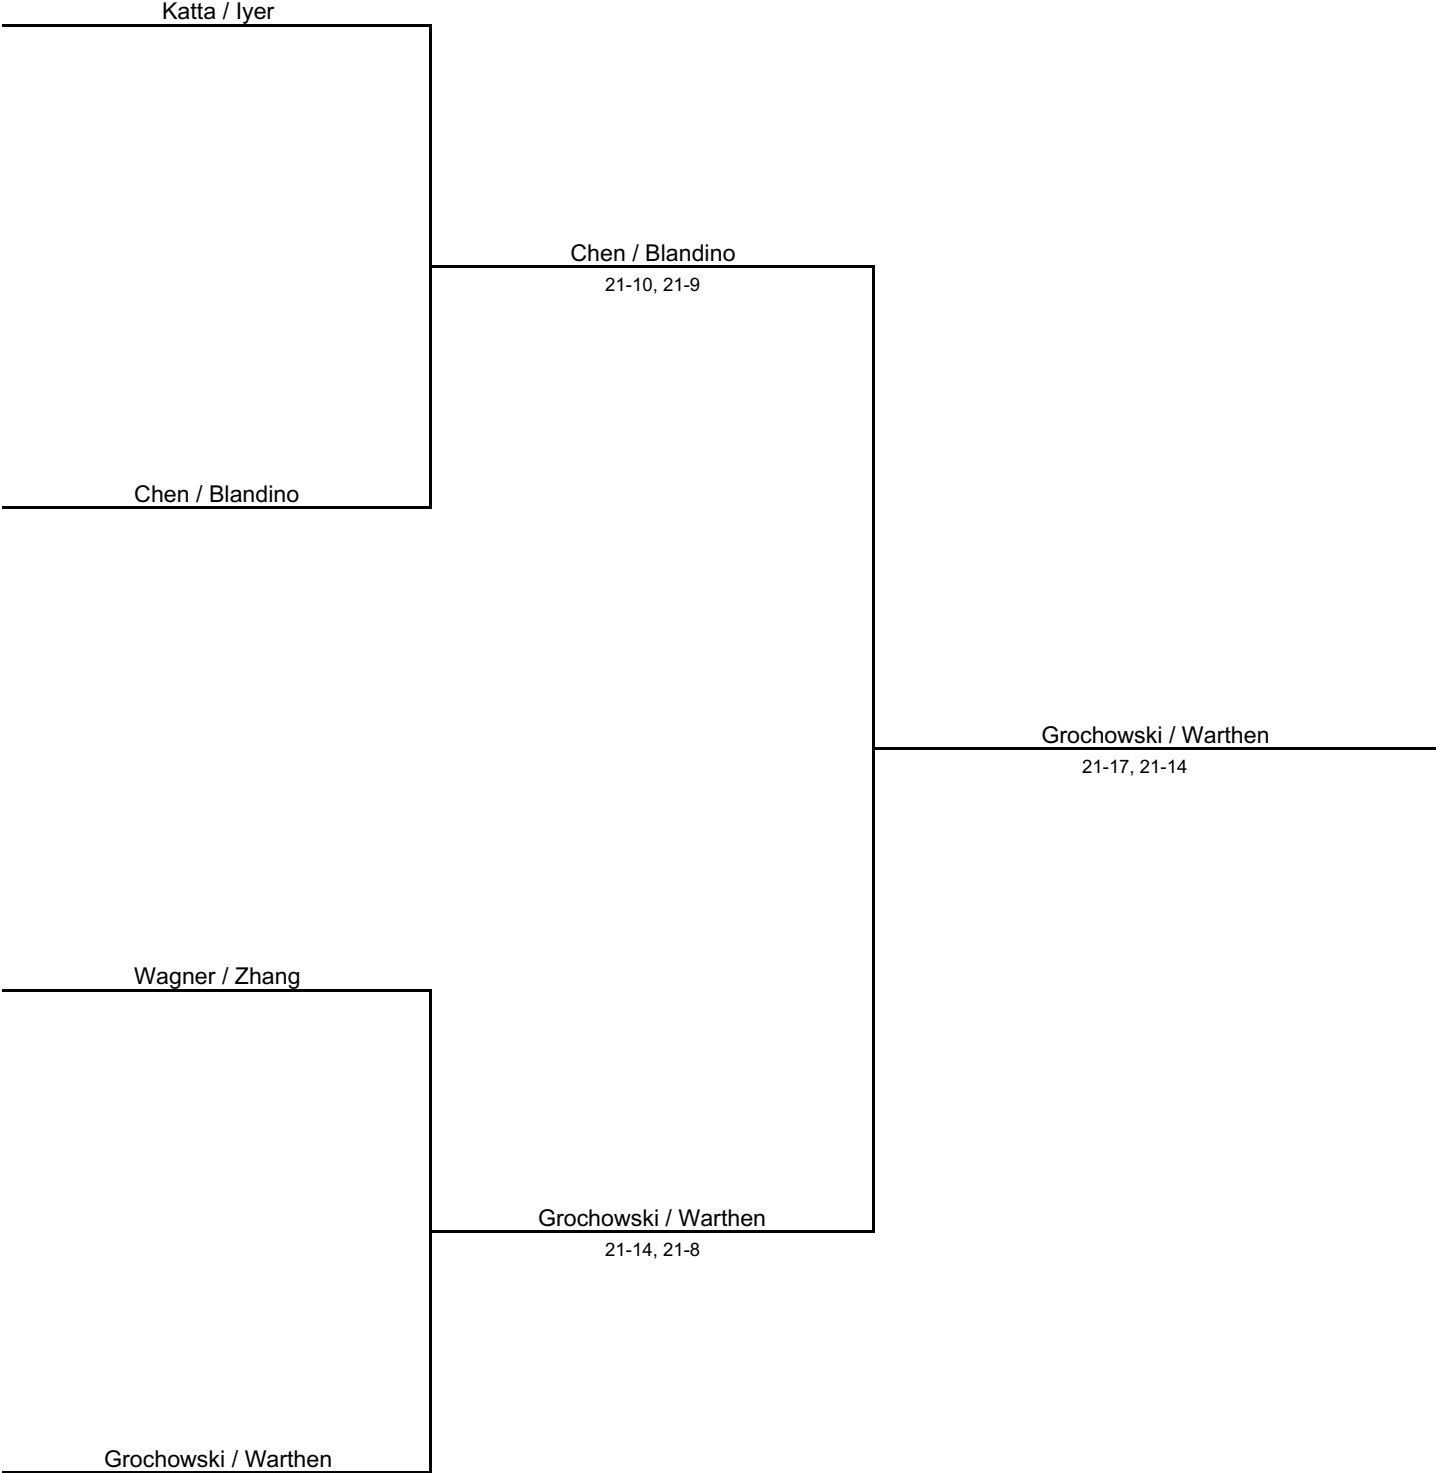 Katta / Iyer
Chen / Blandino
21-10, 21-9
Chen / Blandino
Grochowski / Warthen
21-17, 21-14
Wagner / Zhang
Grochowski / Warthen
21-14, 21-8
Grochowski / Warthen